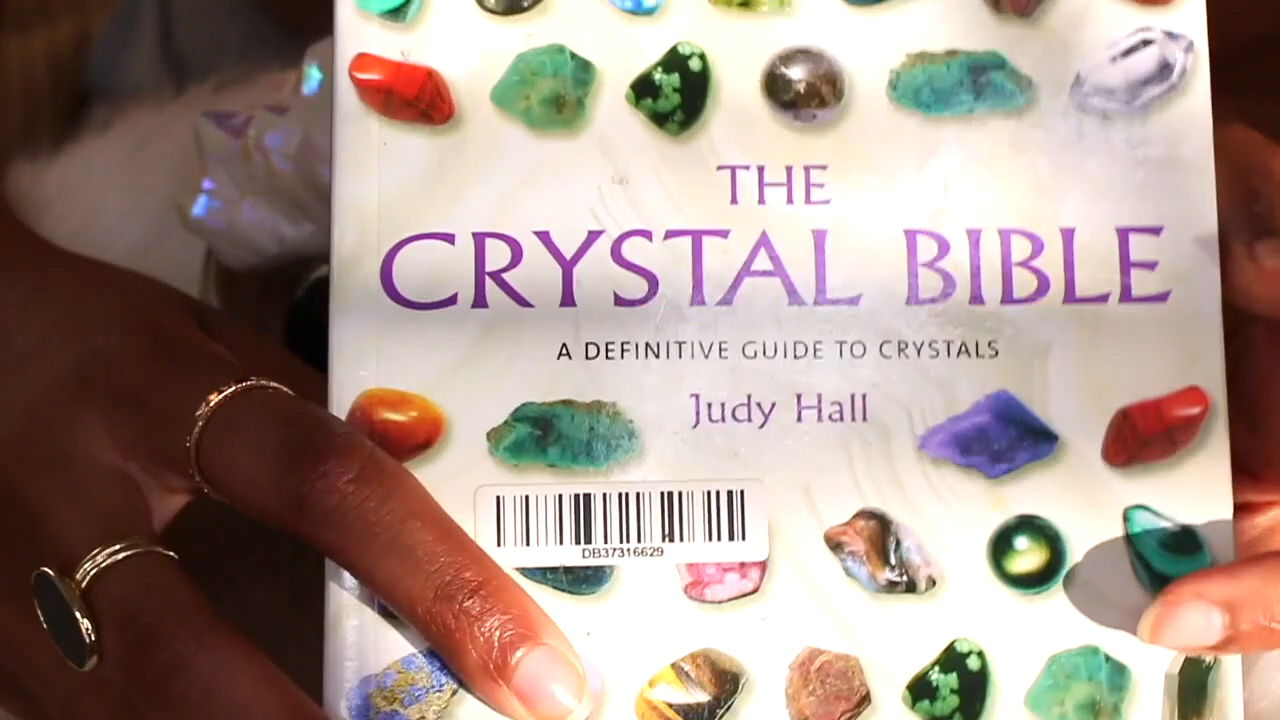 THE
CRYSTAL BIBLE
A DEFINITIVE GUIDE TO CRYSTALS
Judy Hall
DB37316629